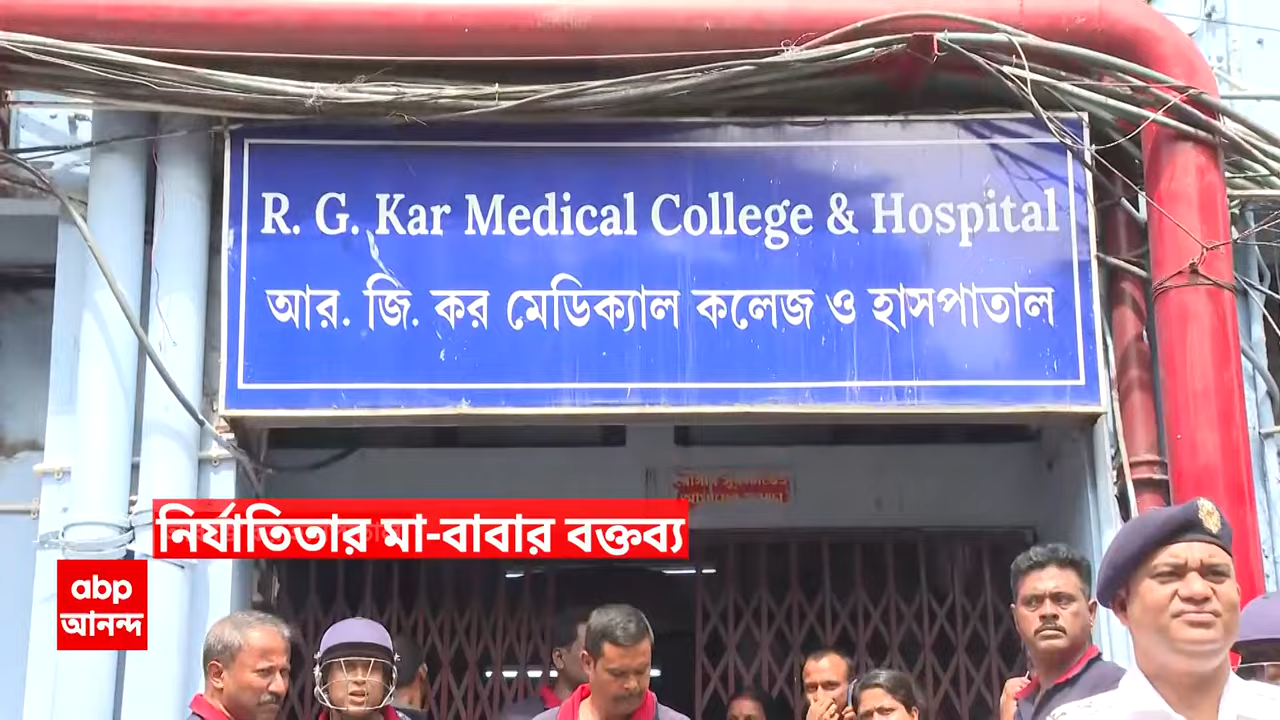 R. G. Kar Medical College & Hospital
আর. জি. কর মেডিক্যাল কলেজ ও হাসপাতাল
নির্যাতিতার মা-বাবার বক্তব্য
abp
আনন্দ